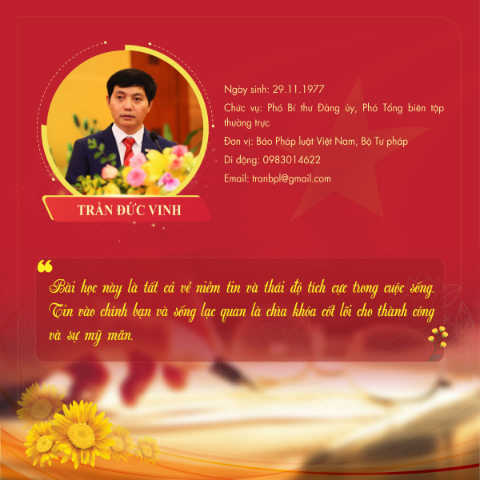 Ngày sinh: 29.11.1977
Chức vụ: Phó Bí thư Đảng ủy, Phó Tổng biên tập
thường trực
Đơn vị: Báo Pháp luật Việt Nam, Bộ Tư pháp
Di động: 0983014622
Email: tranbpl@gmail.com
TRẦN ĐỨC VINH
Bài học này là tất cả về niềm tin và thái độ tích cực trong cuộc sống.
Tin vào chính bạn và sống lạc quan là chìa khóa cốt lõi cho thành công
và sự mỹ mãn.